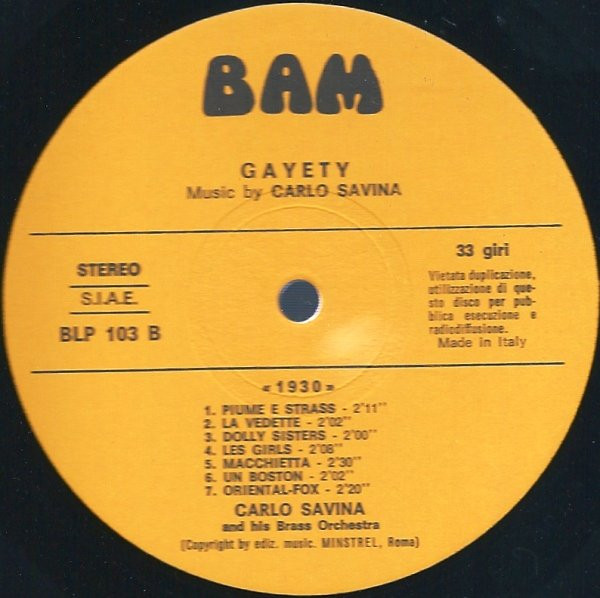 BAM
GAYETY
Music by CARLO SAVINA
STEREO
S.I.A.E.
BLP 103 B
33 giri
Vietata duplicazione,
utilizzazione di que-
sto disco per pub-
blica esecuzione e
radiodiffusione.
Made in Italy
«1930»
1. PIUME E STRASS - 2'11''
2. LA VEDETTE - 2'02''
3. DOLLY SISTERS - 2'00''
4. LES GIRLS - 2'08''
5. MACCHIETTA - 2'30''
6. UN BOSTON - 2'02''
7. ORIENTAL-FOX - 2'20''
CARLO SAVINA
and his Brass Orchestra
(Copyright by ediz. music. MINSTREL, Roma)